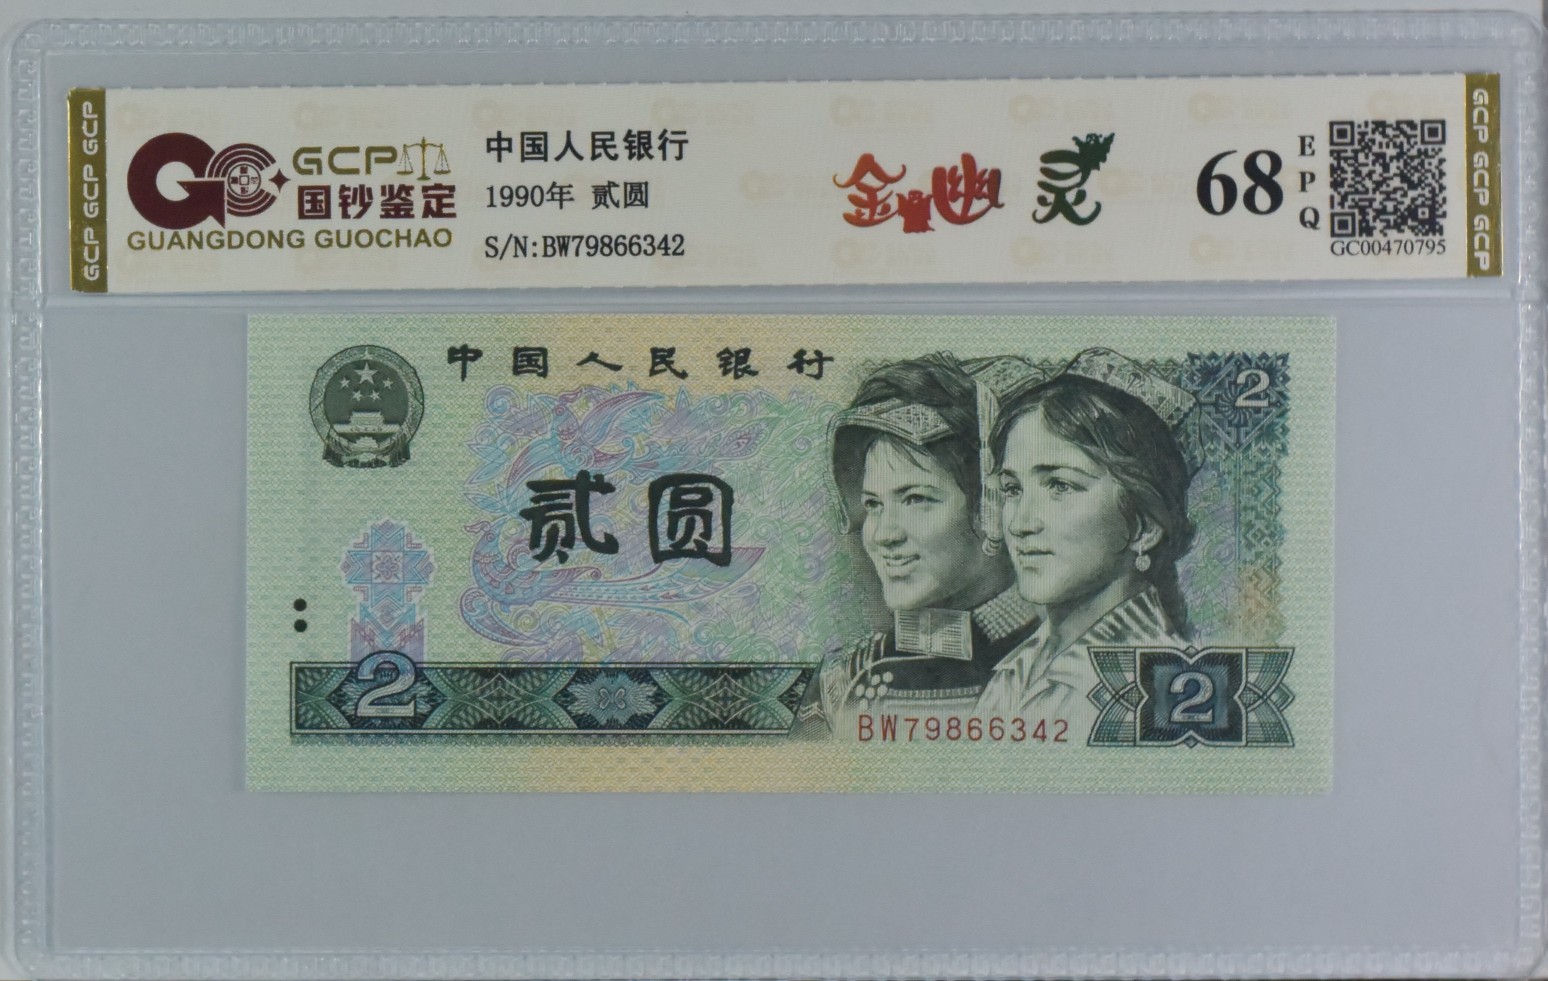 GCP GCP GCP
GCP
国钞鉴定
GUANGDONG GUOCHAO
中国人民银行
1990年 贰圆
S/N:BW79866342
金幽灵
68
EPQ
GC00470795
GCP GCP GCP
中国人民银行
2
贰圆
2
BW79866342
2